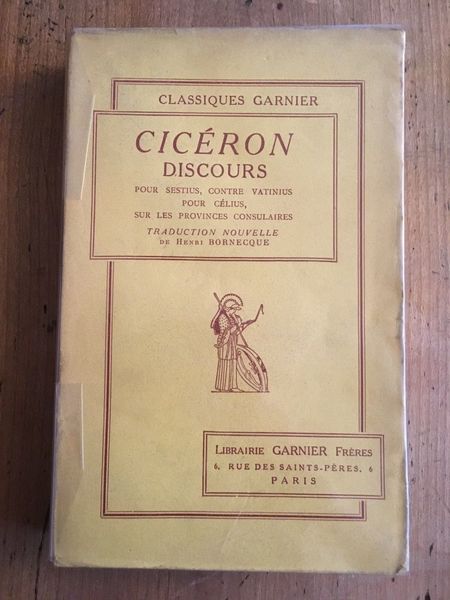 CLASSIQUES GARNIER
CICÉRON
DISCOURS
POUR SESTIUS, CONTRE VATINIUS
POUR CÉLIUS,
SUR LES PROVINCES CONSULAIRES
TRADUCTION NOUVELLE
DE HENRI BORNECQUE
LIBRAIRIE GARNIER FRÈRES
6, RUE DES SAINTS-PÈRES, 6
PARIS